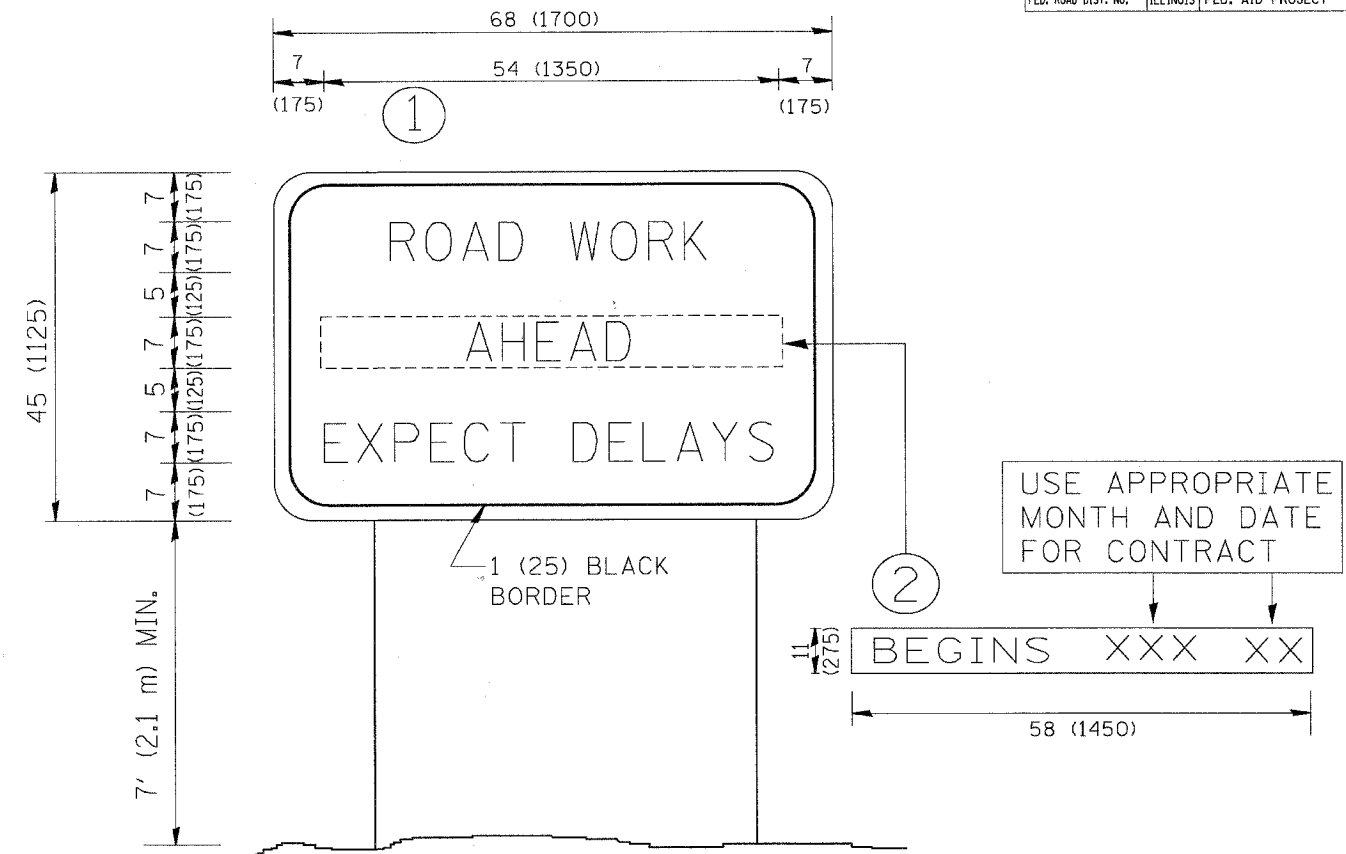 FED. ROAD DIST. NO. ILLINOIS FED. AID PROJECT
68 (1700)
7 54 (1350) 7
(175) (175)
1
45 (1125)
7 (175)
7 (175)
5 (125)
7 (175)
5 (125)
7 (175)
7 (175)
ROAD WORK
AHEAD
EXPECT DELAYS
1 (25) BLACK
BORDER
7' (2.1 m) MIN.
USE APPROPRIATE
MONTH AND DATE
FOR CONTRACT
2
11
(275)
BEGINS XXX XX
58 (1450)